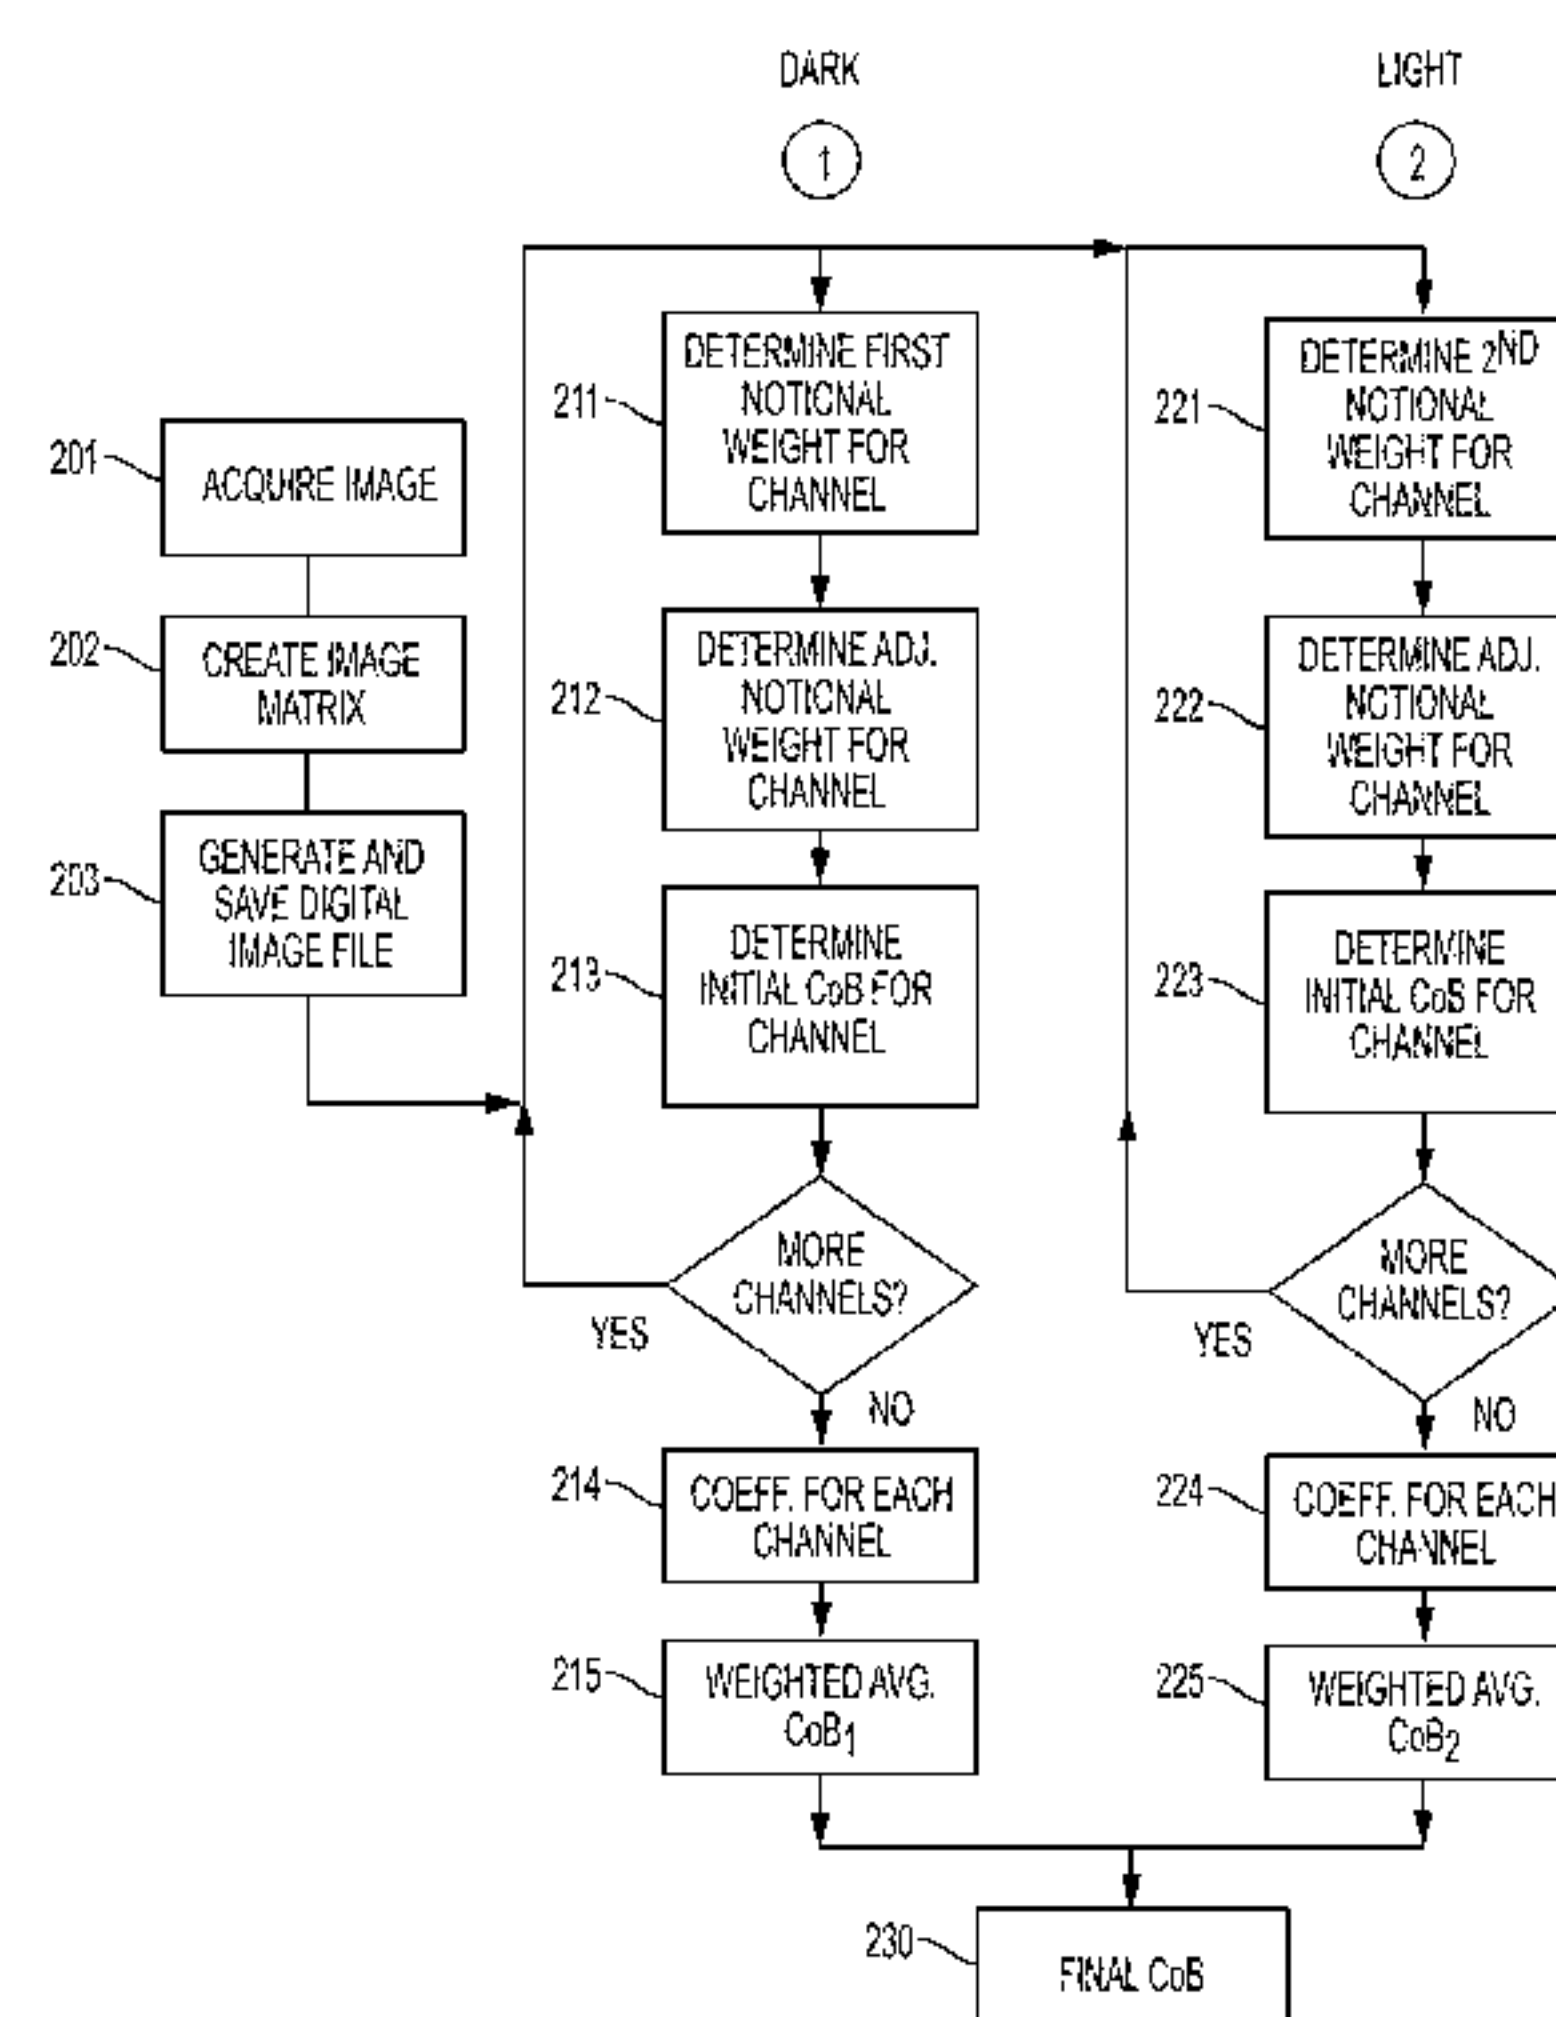 DARK
1
LIGHT
2
201
ACQUIRE IMAGE
202
CREATE IMAGE
MATRIX
203
GENERATE AND
SAVE DIGITAL
IMAGE FILE
211
DETERMINE FIRST
NOTIONAL
WEIGHT FOR
CHANNEL
212
DETERMINE ADJ.
NOTIONAL
WEIGHT FOR
CHANNEL
213
DETERMINE
INITIAL CoB FOR
CHANNEL
MORE
CHANNELS?
YES
NO
214
COEFF. FOR EACH
CHANNEL
215
WEIGHTED AVG.
CoB1
221
DETERMINE 2ND
NOTIONAL
WEIGHT FOR
CHANNEL
222
DETERMINE ADJ.
NOTIONAL
WEIGHT FOR
CHANNEL
223
DETERMINE
INITIAL CoB FOR
CHANNEL
MORE
CHANNELS?
YES
NO
224
COEFF. FOR EACH
CHANNEL
225
WEIGHTED AVG.
CoB2
230
FINAL CoB